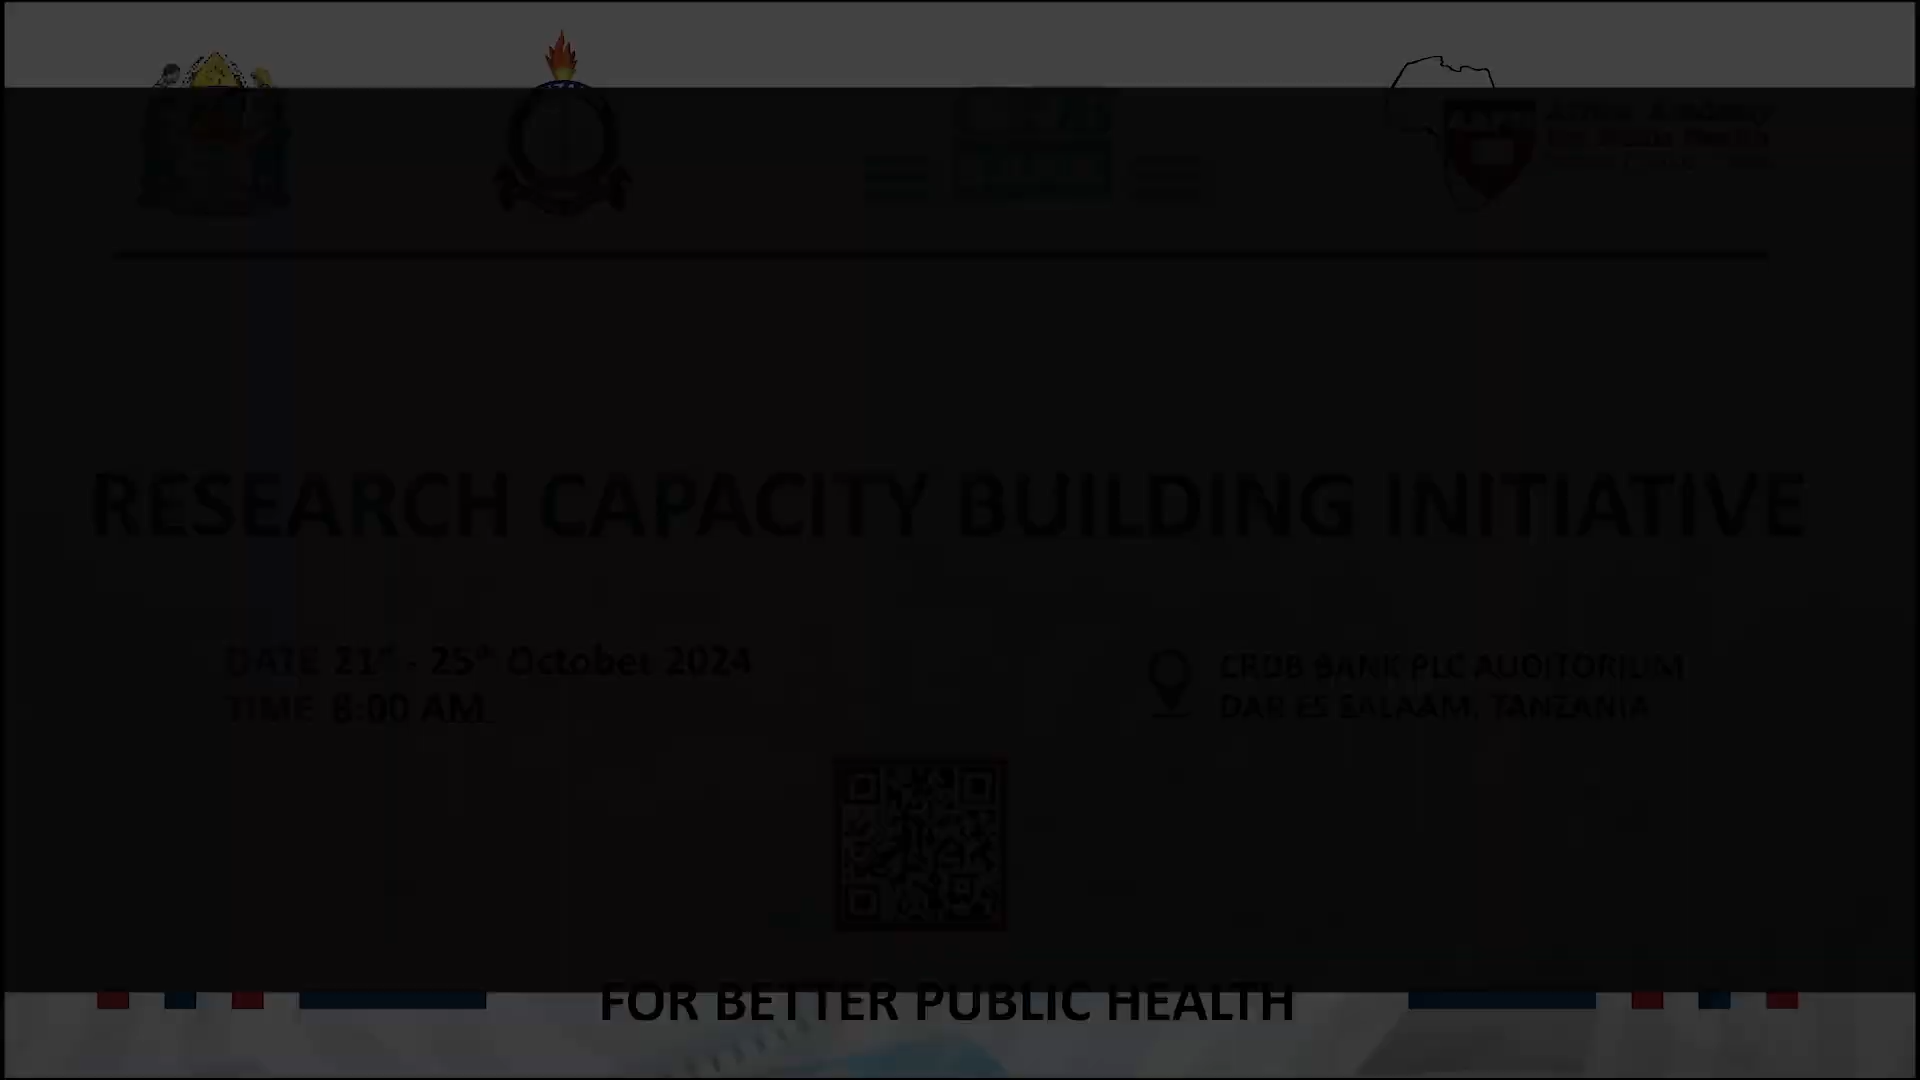 RESEARCH CAPACITY BUILDING INITIATIVE
DATE 21st - 25th October 2024
TIME 8:00 AM
CRDB BANK PLC AUDITORIUM
DAR ES SALAAM, TANZANIA
FOR BETTER PUBLIC HEALTH